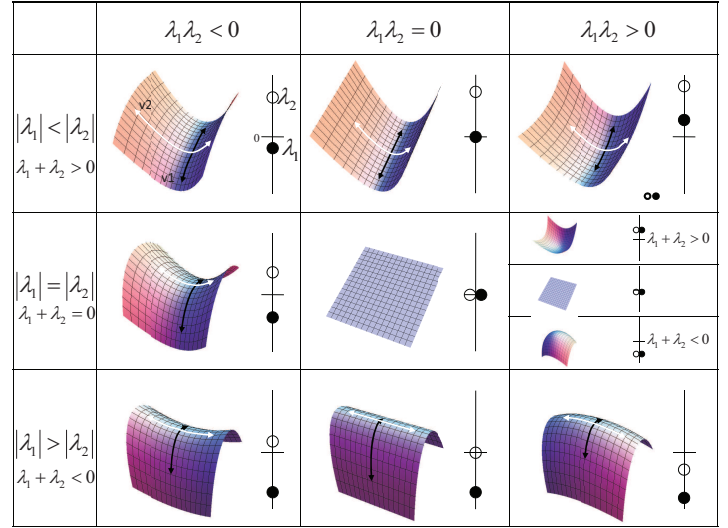 λ₁λ₂ < 0
λ₁λ₂ = 0
λ₁λ₂ > 0
|λ₁| < |λ₂|
λ₁ + λ₂ > 0
v2
v1
0
λ₂
λ₁
|λ₁| = |λ₂|
λ₁ + λ₂ = 0
λ₁ + λ₂ > 0
λ₁ + λ₂ < 0
|λ₁| > |λ₂|
λ₁ + λ₂ < 0